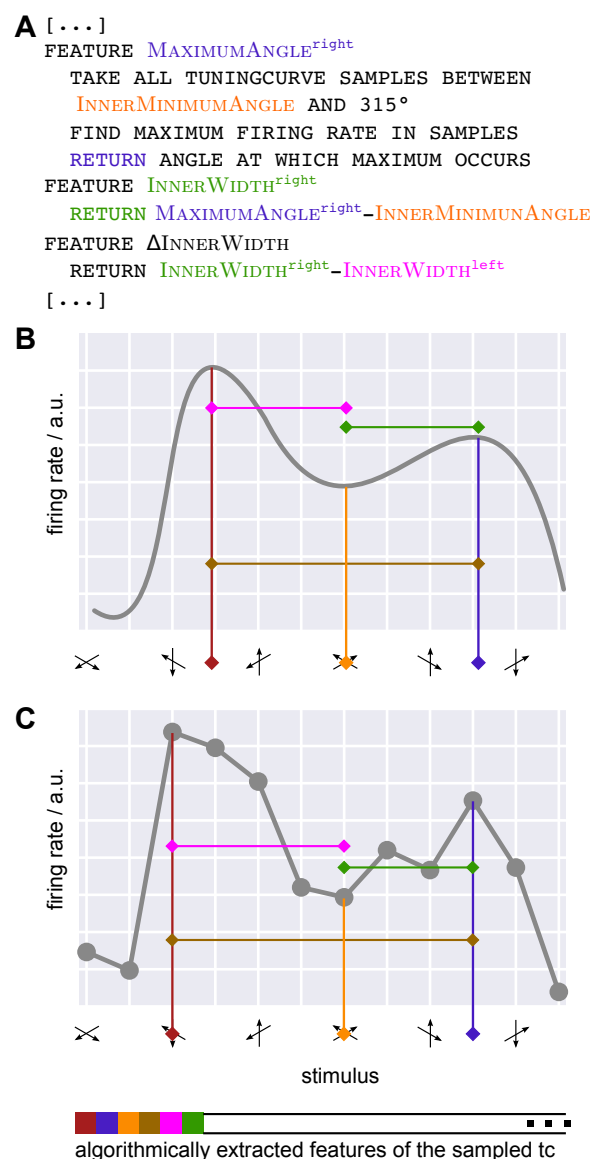 A [...]
FEATURE MAXIMUMANGLE^right
TAKE ALL TUNINGCURVE SAMPLES BETWEEN
INNERMINIMUMANGLE AND 315°
FIND MAXIMUM FIRING RATE IN SAMPLES
RETURN ANGLE AT WHICH MAXIMUM OCCURS
FEATURE INNERWIDTH^right
RETURN MAXIMUMANGLE^right-INNERMINIMUNANGLE
FEATURE ΔINNERWIDTH
RETURN INNERWIDTH^right-INNERWIDTH^left
[...]
B
firing rate / a.u.
C
firing rate / a.u.
stimulus
algorithmically extracted features of the sampled tc